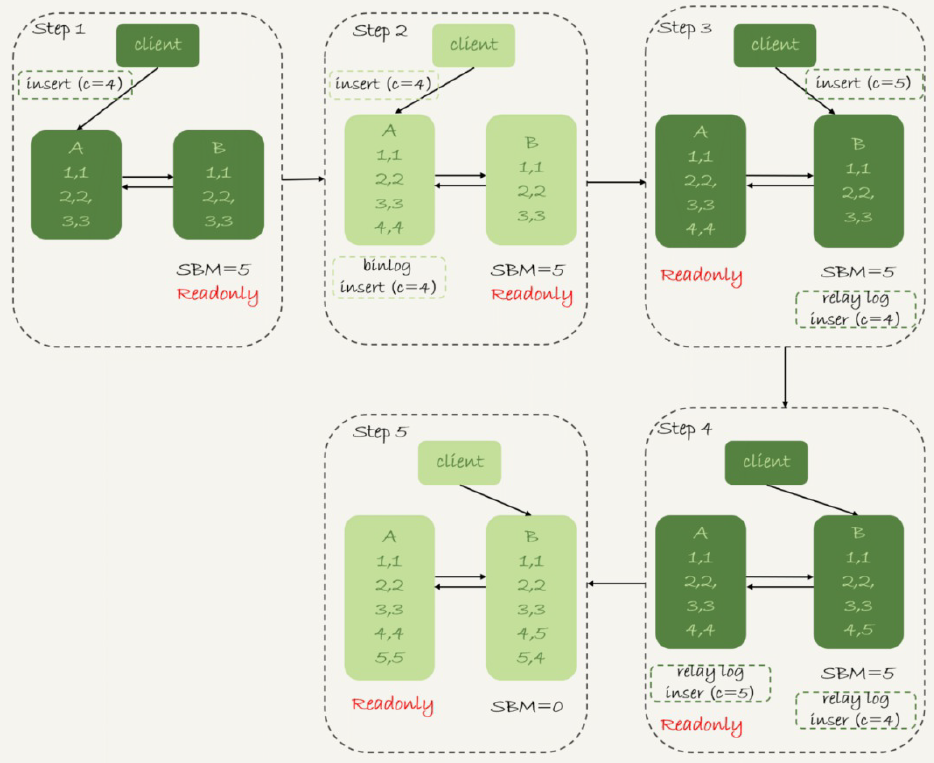 Step 1
client
insert (c=4)
A
1,1
2,2,
3,3
B
1,1
2,2,
3,3
SBM=5
Readonly
Step 2
client
insert (c=4)
A
1,1
2,2
3,3
4,4
B
1,1
2,2
3,3
binlog
insert (c=4)
SBM=5
Readonly
Step 3
client
insert (c=5)
A
1,1
2,2,
3,3
4,4
B
1,1
2,2,
3,3
Readonly
SBM=5
relay log
inser (c=4)
Step 4
client
A
1,1
2,2,
3,3
4,4
B
1,1
2,2,
3,3
4,5
relay log
inser (c=5)
Readonly
SBM=5
relay log
inser (c=4)
Step 5
client
A
1,1
2,2
3,3
4,4
5,5
B
1,1
2,2
3,3
4,5
5,4
Readonly
SBM=0